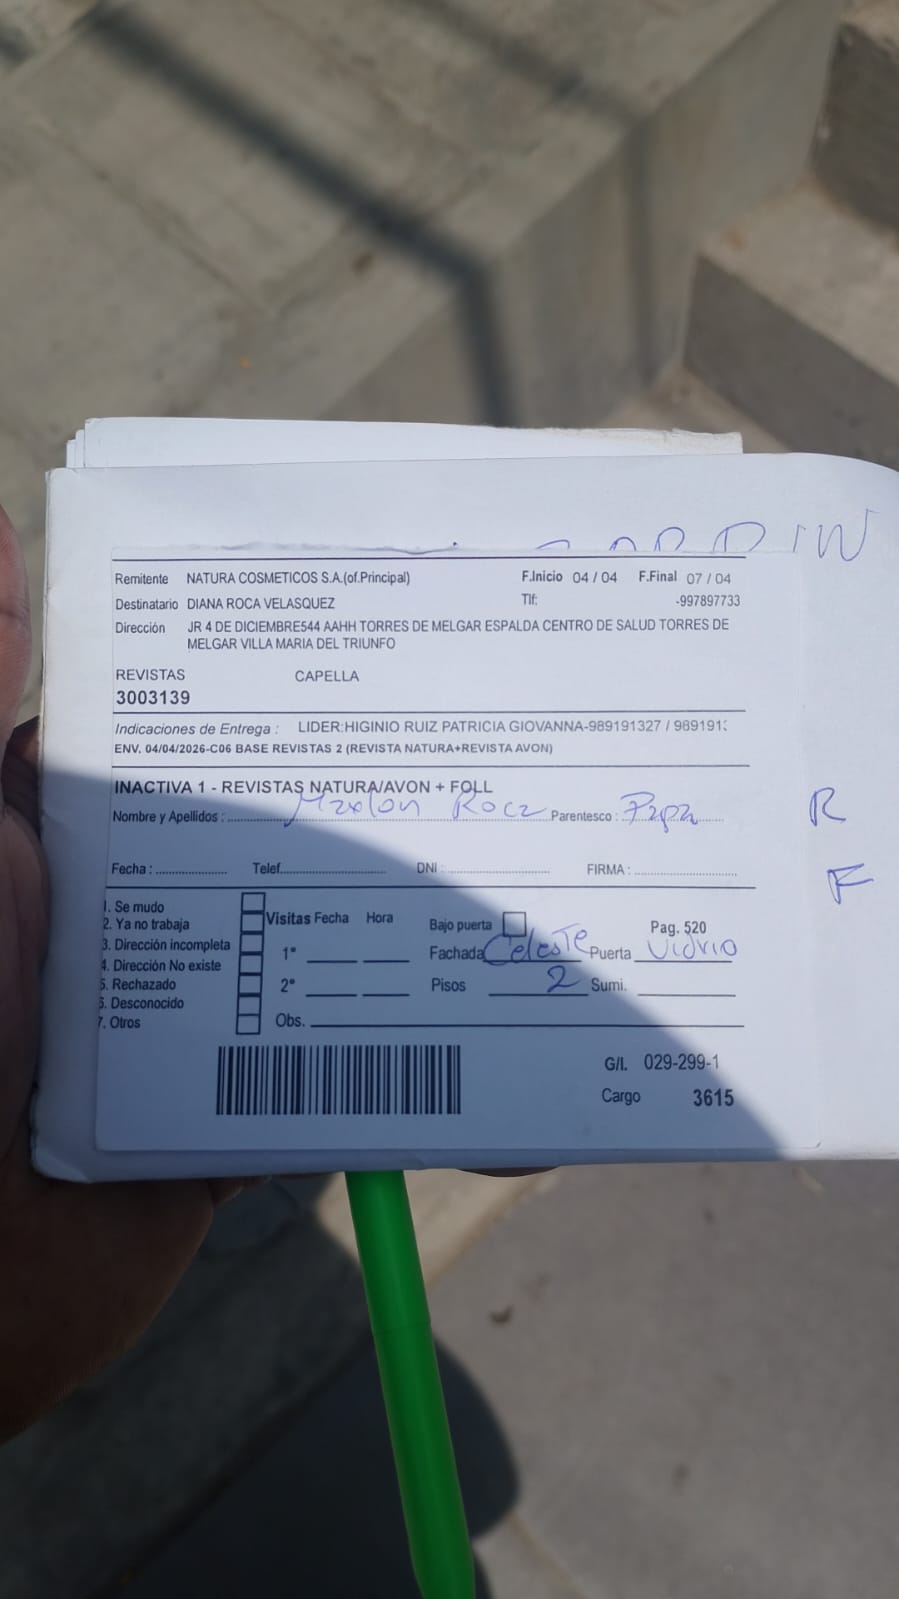 Remitente NATURA COSMETICOS S.A.(of.Principal) F.Inicio 04 / 04 F.Final 07 / 04
Destinatario DIANA ROCA VELASQUEZ Tlf: -997897733
Dirección JR 4 DE DICIEMBRE544 AAHH TORRES DE MELGAR ESPALDA CENTRO DE SALUD TORRES DE
MELGAR VILLA MARIA DEL TRIUNFO
REVISTAS CAPELLA
3003139
Indicaciones de Entrega : LIDER:HIGINIO RUIZ PATRICIA GIOVANNA-989191327 / 989191
ENV. 04/04/2026-C06 BASE REVISTAS 2 (REVISTA NATURA+REVISTA AVON)
INACTIVA 1 - REVISTAS NATURA/AVON + FOLL
Nombre y Apellidos : Marlon Roca Parentesco : Papa R
Fecha : Telef. DNI : FIRMA : F
1. Se mudo
2. Ya no trabaja Visitas Fecha Hora Bajo puerta Pag. 520
3. Dirección incompleta 1° Fachada Celeste Puerta Vidrio
4. Dirección No existe
5. Rechazado 2° Pisos 2 Sumi.
6. Desconocido
7. Otros Obs.
G/I. 029-299-1
Cargo 3615